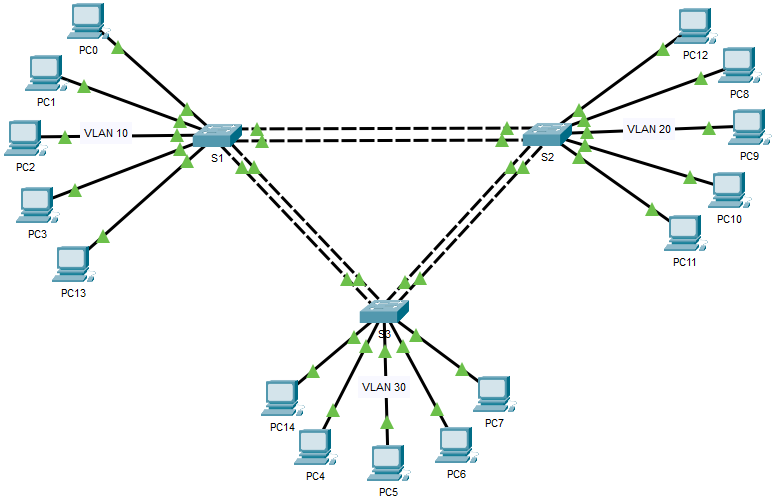 PC0
PC12
PC1
PC8
VLAN 10
VLAN 20
PC2
S1
S2
PC9
PC3
PC10
PC13
PC11
S3
VLAN 30
PC14
PC7
PC4
PC5
PC6